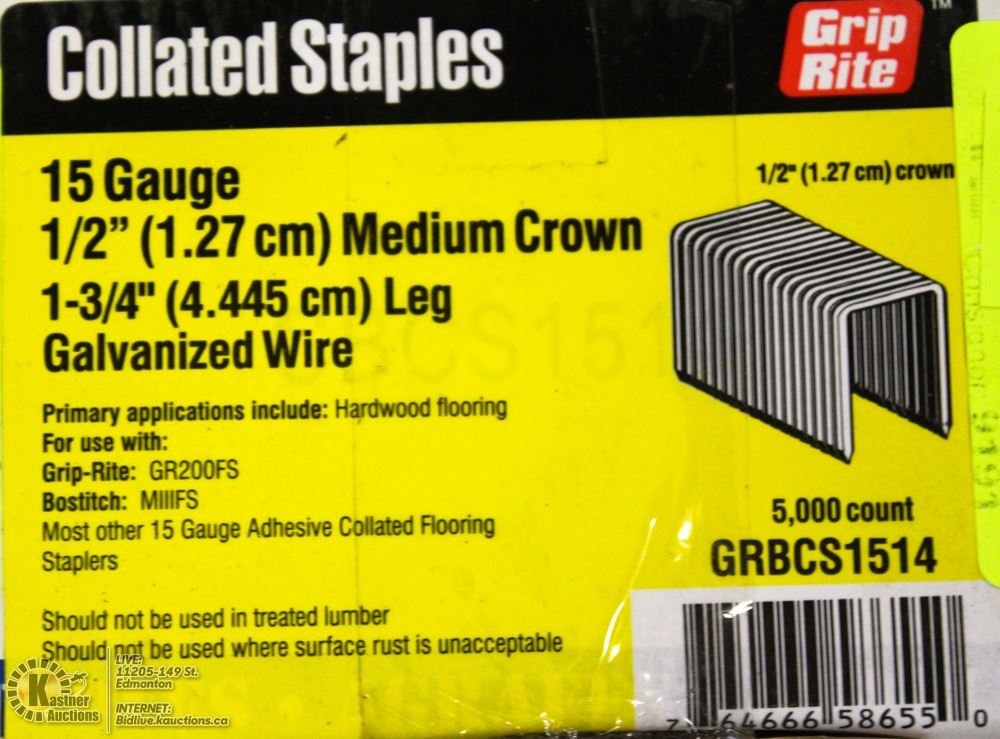 Collated Staples
Grip
Rite
TM
15 Gauge
1/2" (1.27 cm) crown
1/2” (1.27 cm) Medium Crown
1-3/4" (4.445 cm) Leg
Galvanized Wire
Primary applications include: Hardwood flooring
For use with:
Grip-Rite: GR200FS
Bostitch: MIIIFS
Most other 15 Gauge Adhesive Collated Flooring
Staplers
5,000 count
GRBCS1514
Should not be used in treated lumber
Should not be used where surface rust is unacceptable
7 64666 58655 0
Kastner
Auctions
LIVE:
11205-149 St.
Edmonton
INTERNET:
Bidlive.kauctions.ca